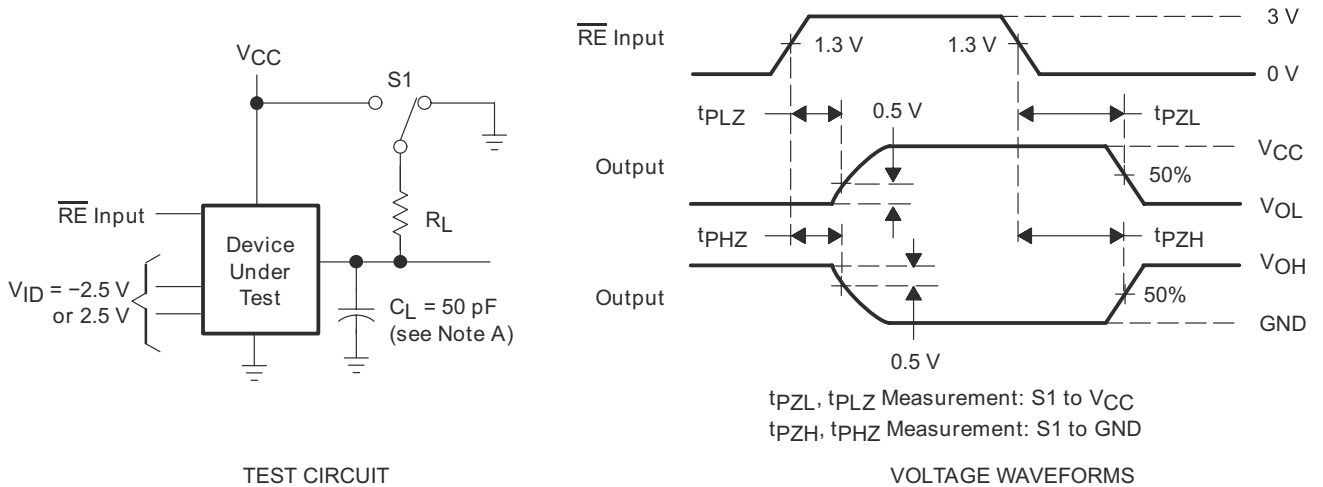 VCC
S1
RE Input
VID = −2.5 V
or 2.5 V
Device
Under
Test
RL
CL = 50 pF
(see Note A)
TEST CIRCUIT
RE Input
1.3 V
1.3 V
3 V
0 V
tPLZ
0.5 V
tPZL
Output
VCC
50%
VOL
tPHZ
tPZH
Output
VOH
50%
GND
0.5 V
tPZL, tPLZ Measurement: S1 to VCC
tPZH, tPHZ Measurement: S1 to GND
VOLTAGE WAVEFORMS